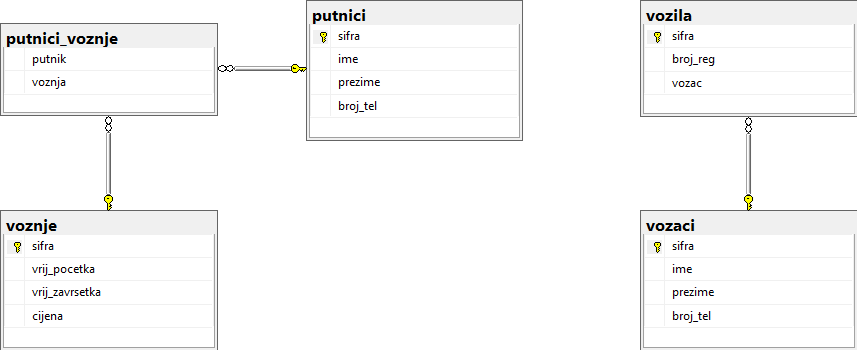 putnici_voznje
putnik
voznja
putnici
sifra
ime
prezime
broj_tel
vozila
sifra
broj_reg
vozac
voznje
sifra
vrij_pocetka
vrij_zavrsetka
cijena
vozaci
sifra
ime
prezime
broj_tel